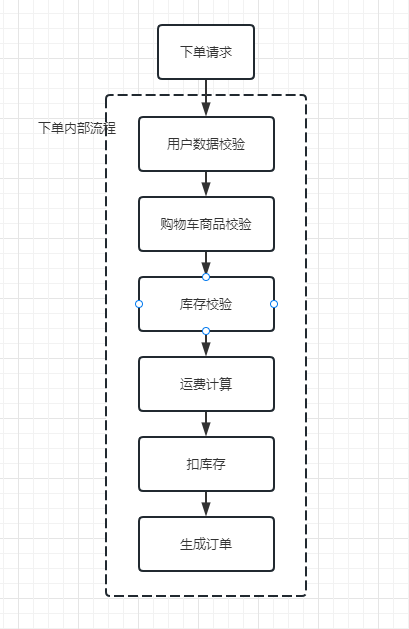 下单请求
下单内部流程
用户数据校验
购物车商品校验
库存校验
运费计算
扣库存
生成订单